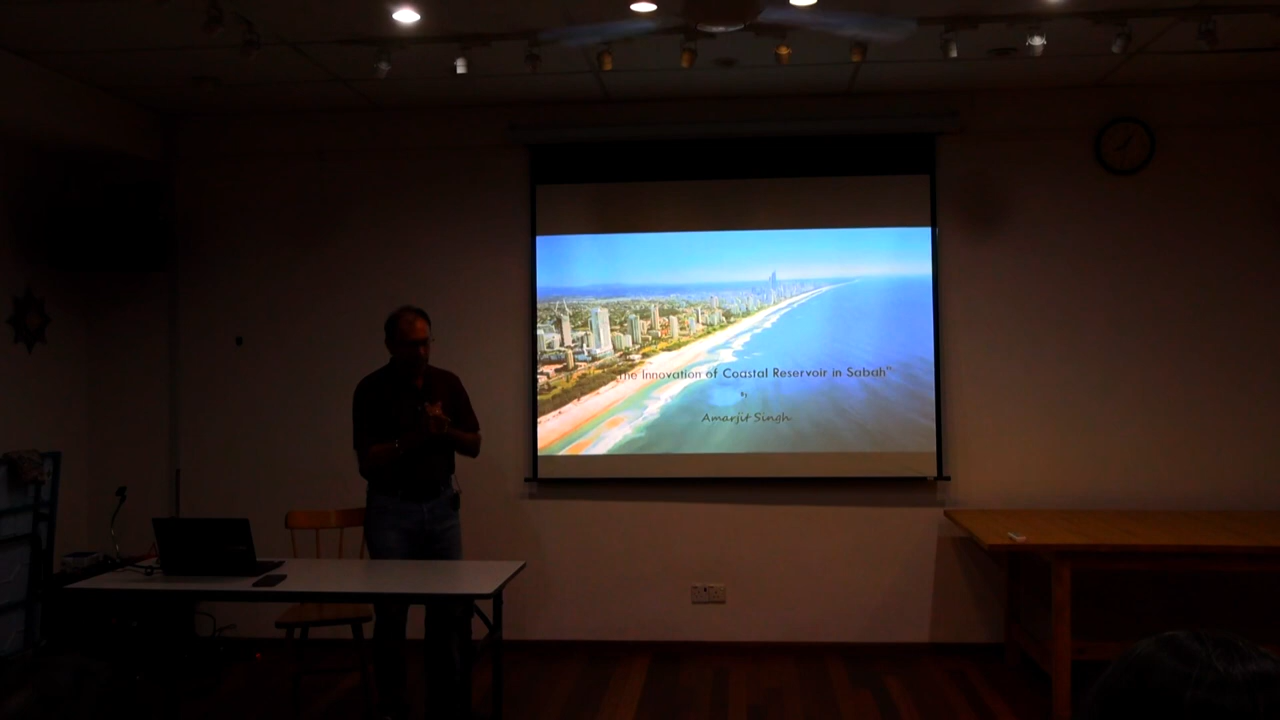 "The Innovation of Coastal Reservoir in Sabah"
By
Amarjit Singh